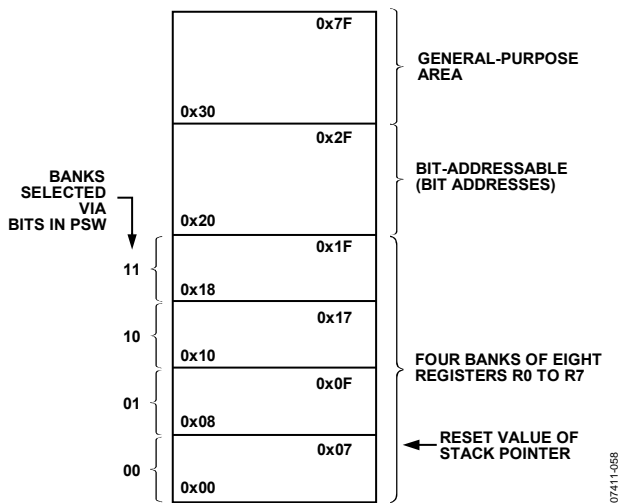 0x7F
GENERAL-PURPOSE
AREA
0x30
0x2F
BIT-ADDRESSABLE
(BIT ADDRESSES)
BANKS
SELECTED
VIA
BITS IN PSW
0x20
0x1F
11
0x18
0x17
10
0x10
FOUR BANKS OF EIGHT
REGISTERS R0 TO R7
0x0F
01
0x08
0x07
RESET VALUE OF
STACK POINTER
00
0x00
07411-058